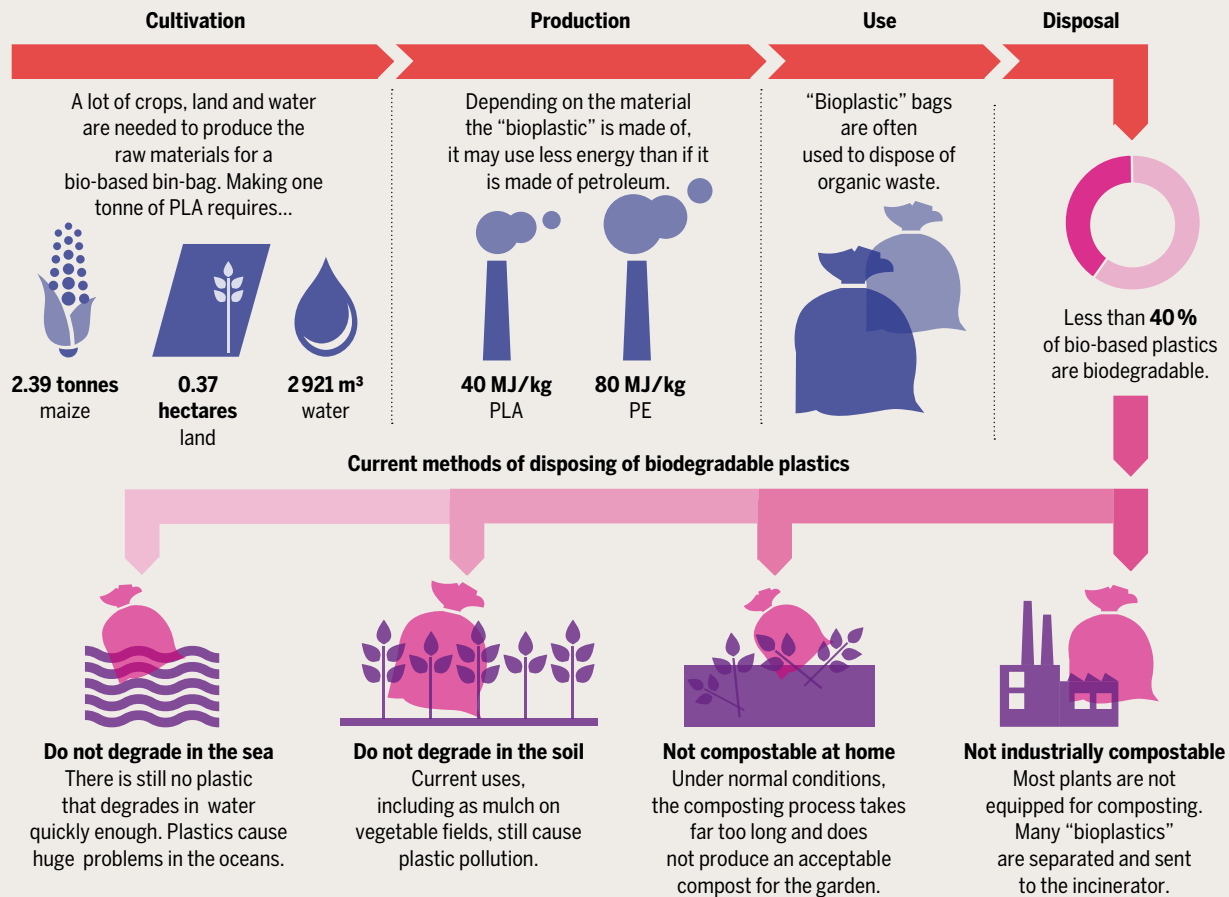 Cultivation
A lot of crops, land and water
are needed to produce the
raw materials for a
bio-based bin-bag. Making one
tonne of PLA requires...
2.39 tonnes
maize
0.37
hectares
land
2 921 m³
water
Production
Depending on the material
the “bioplastic” is made of,
it may use less energy than if it
is made of petroleum.
40 MJ/kg
PLA
80 MJ/kg
PE
Use
“Bioplastic” bags
are often
used to dispose of
organic waste.
Disposal
Less than 40 %
of bio-based plastics
are biodegradable.
Current methods of disposing of biodegradable plastics
Do not degrade in the sea
There is still no plastic
that degrades in water
quickly enough. Plastics cause
huge problems in the oceans.
Do not degrade in the soil
Current uses,
including as mulch on
vegetable fields, still cause
plastic pollution.
Not compostable at home
Under normal conditions,
the composting process takes
far too long and does
not produce an acceptable
compost for the garden.
Not industrially compostable
Most plants are not
equipped for composting.
Many “bioplastics”
are separated and sent
to the incinerator.